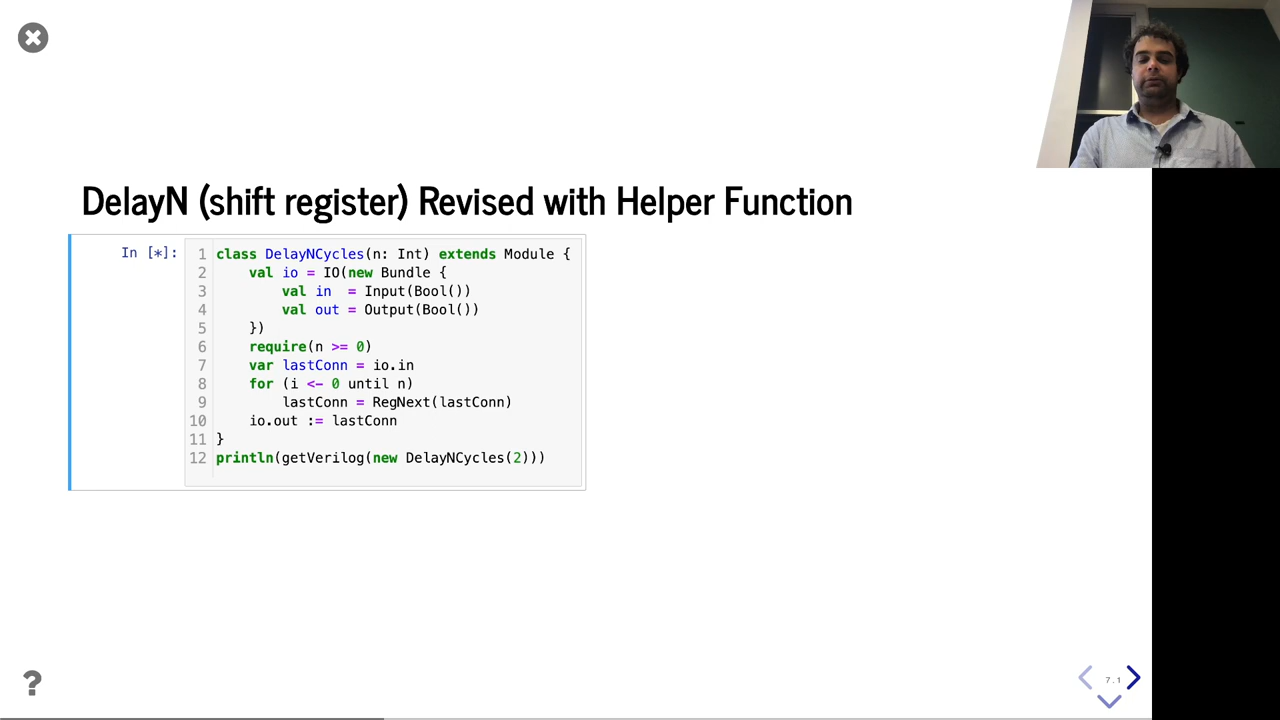 DelayN (shift register) Revised with Helper Function
In [*]:
1 class DelayNCycles(n: Int) extends Module {
2     val io = IO(new Bundle {
3         val in  = Input(Bool())
4         val out = Output(Bool())
5     })
6     require(n >= 0)
7     var lastConn = io.in
8     for (i <- 0 until n)
9         lastConn = RegNext(lastConn)
10     io.out := lastConn
11 }
12 println(getVerilog(new DelayNCycles(2)))
?
7.1